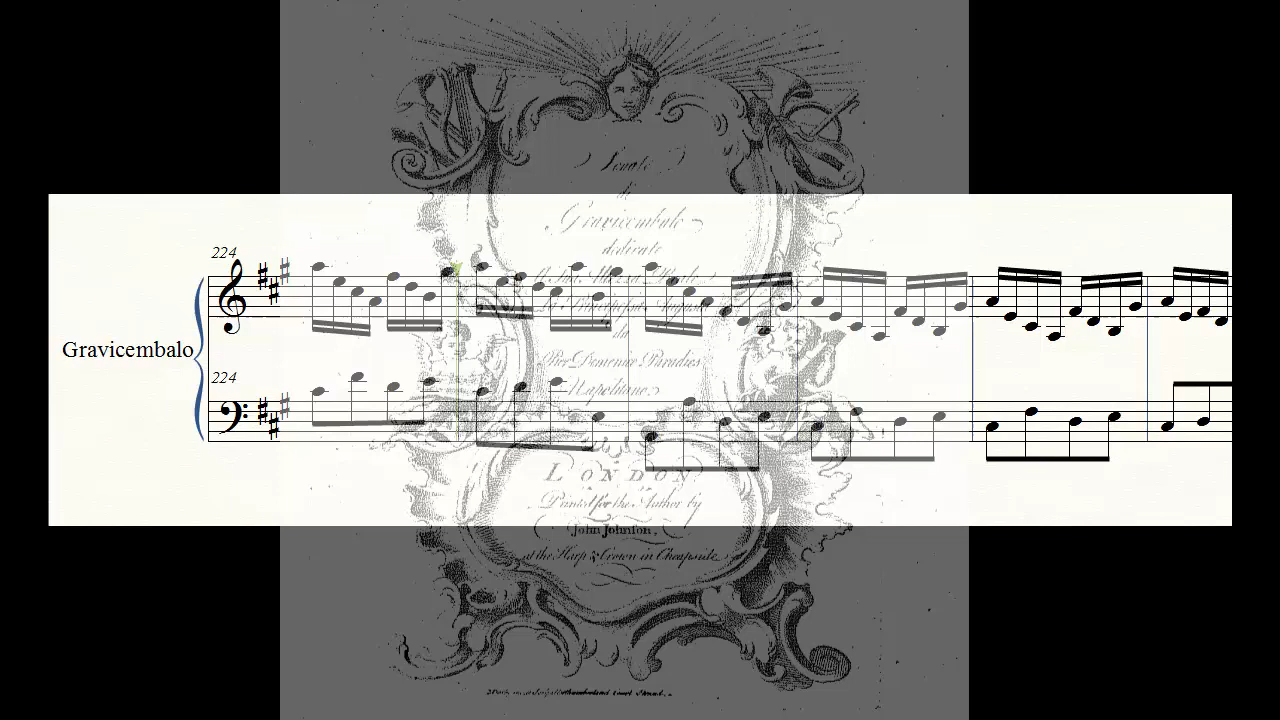 Sonate
di
Gravicembalo
dedicate
224
Gravicembalo
224
da
Pier Domenico Paradies
Napolitano
LONDON
Printed for the Author by
John Johnson,
at the Harp & Crown in Cheapside